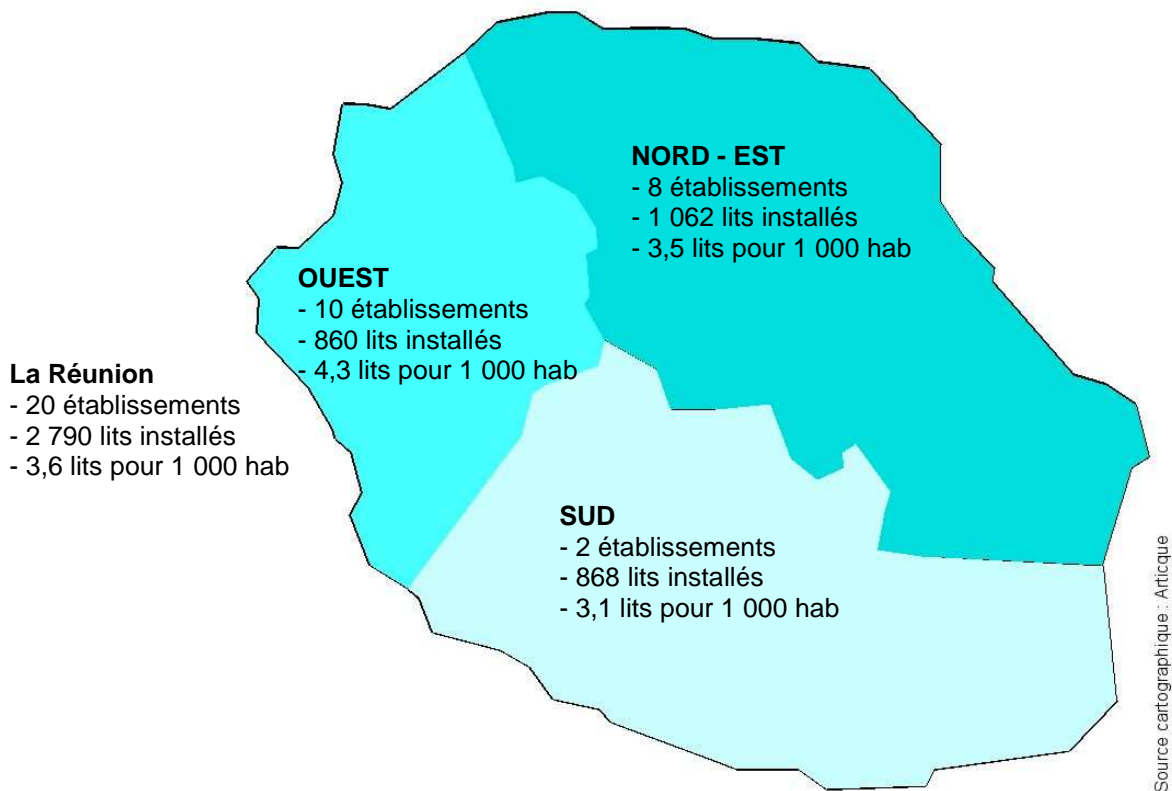 NORD - EST
- 8 établissements
- 1 062 lits installés
- 3,5 lits pour 1 000 hab
OUEST
- 10 établissements
- 860 lits installés
- 4,3 lits pour 1 000 hab
La Réunion
- 20 établissements
- 2 790 lits installés
- 3,6 lits pour 1 000 hab
SUD
- 2 établissements
- 868 lits installés
- 3,1 lits pour 1 000 hab
Source cartographique : Articque